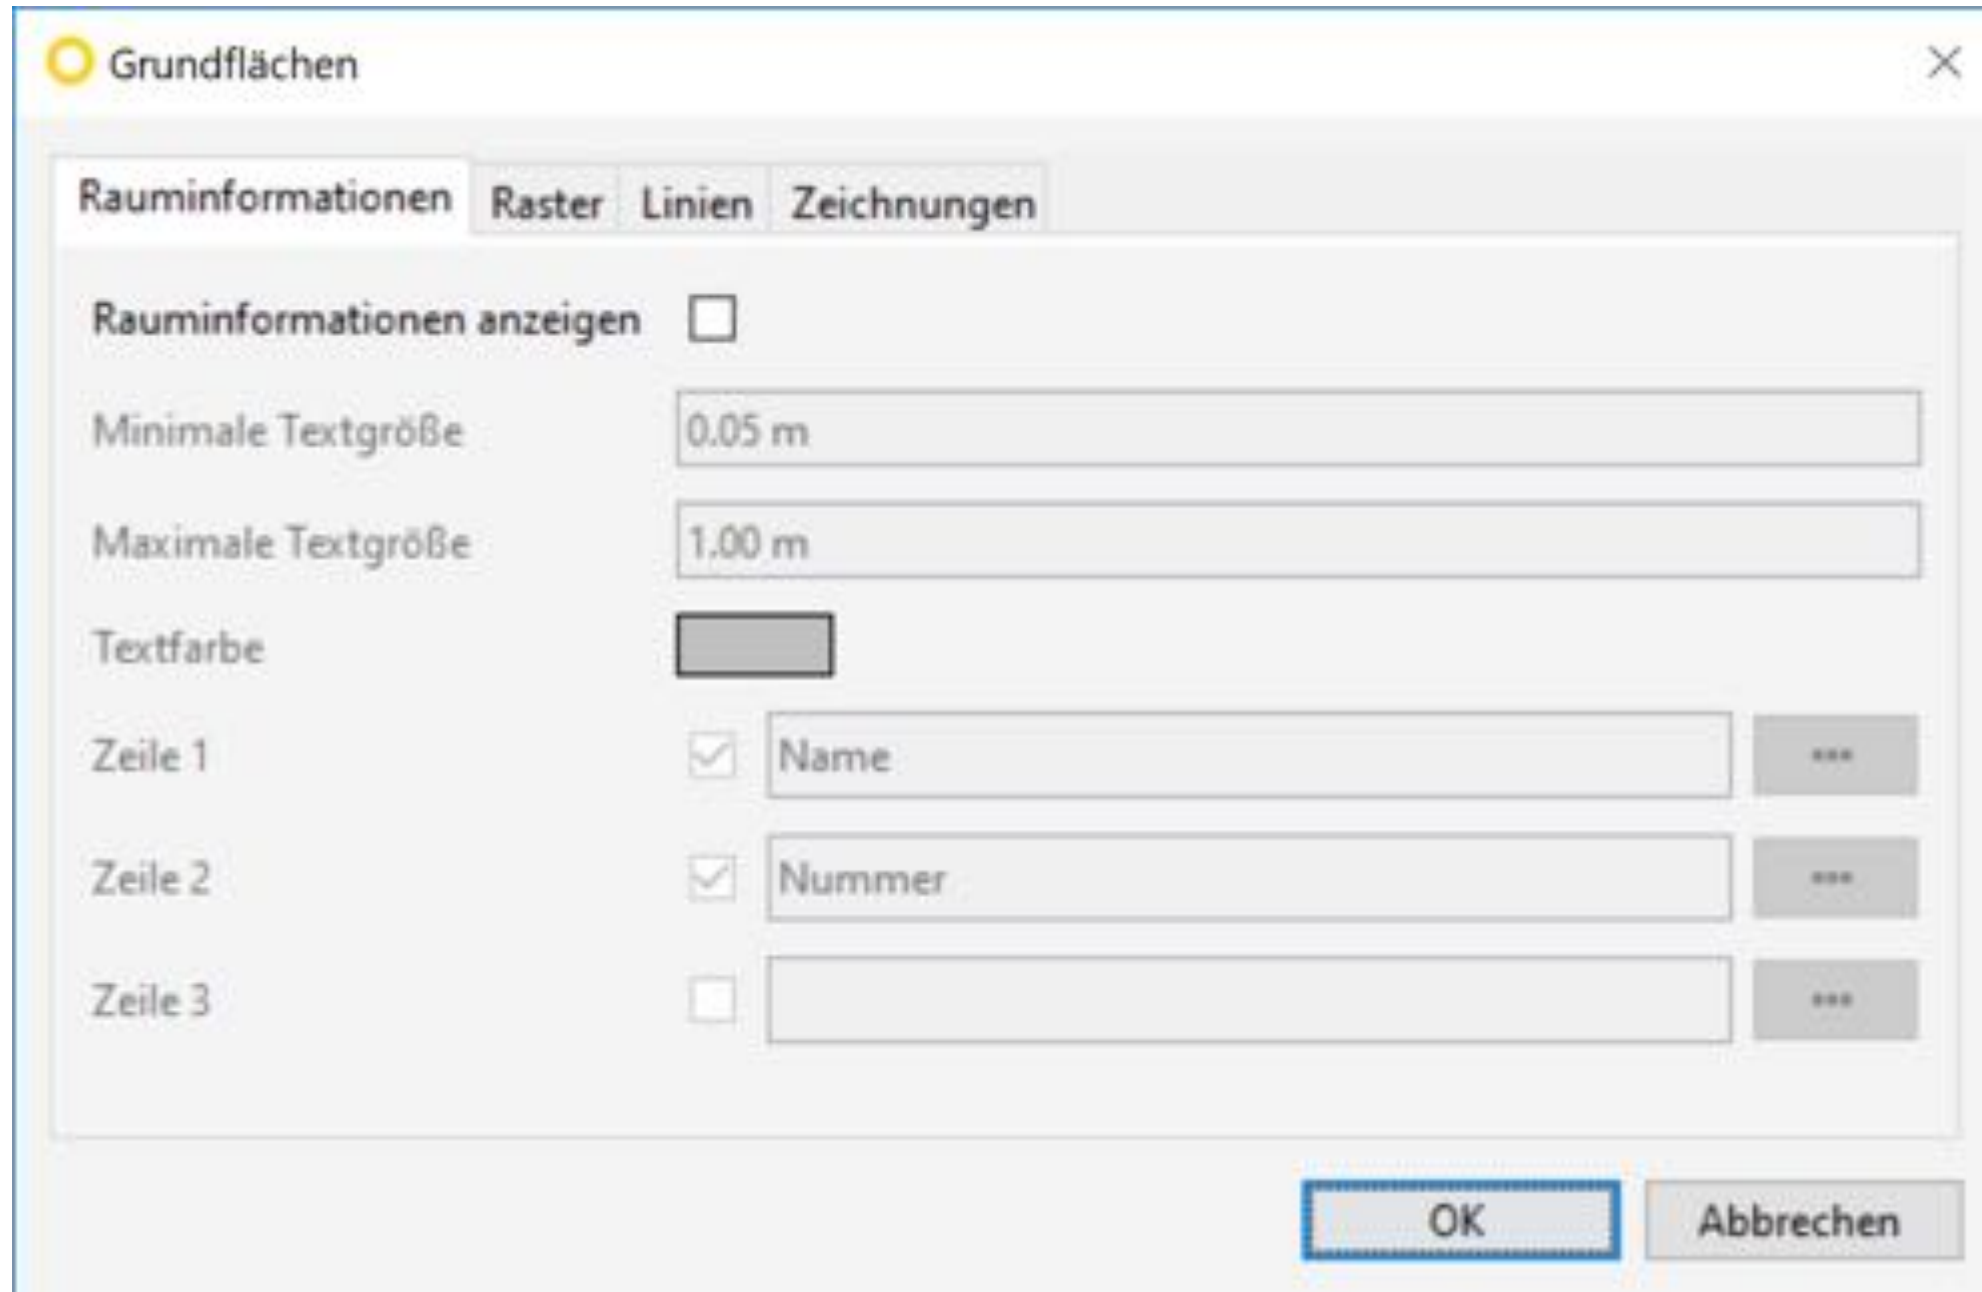 Grundflächen
Rauminformationen Raster Linien Zeichnungen
Rauminformationen anzeigen
Minimale Textgröße 0.05 m
Maximale Textgröße 1.00 m
Textfarbe
Zeile 1 Name ...
Zeile 2 Nummer ...
Zeile 3 ...
OK Abbrechen